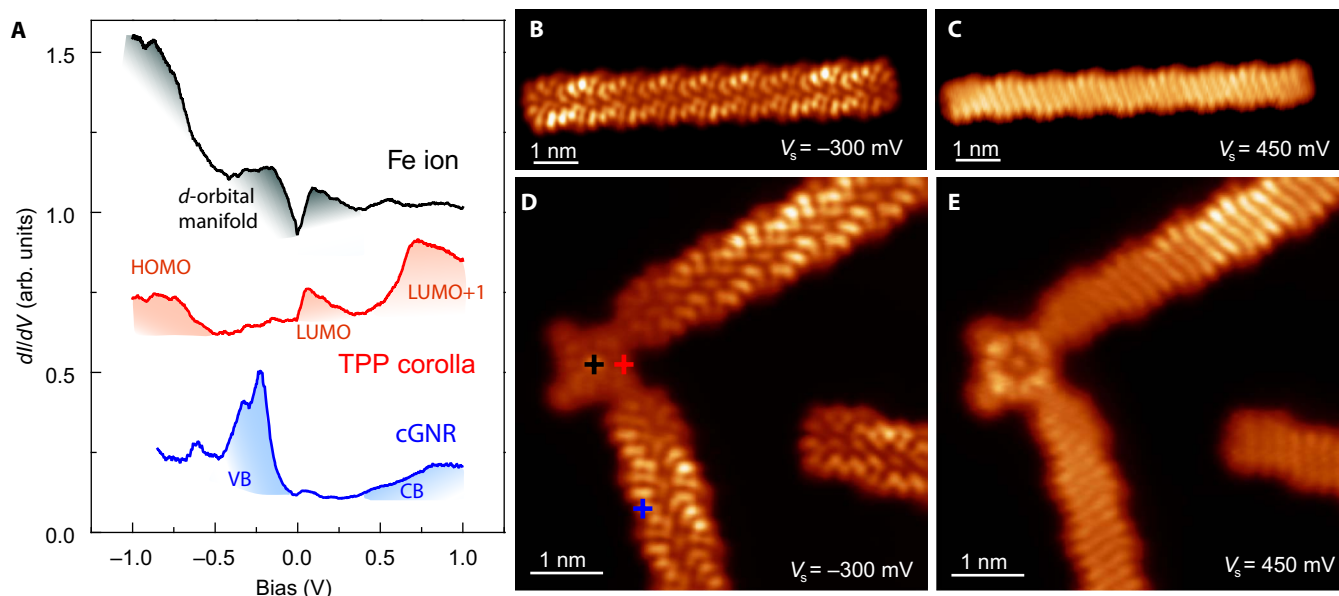 A
1.5
1.0
0.5
0.0
dI/dV (arb. units)
Fe ion
d-orbital
manifold
HOMO
LUMO+1
LUMO
TPP corolla
cGNR
VB
CB
−1.0 −0.5 0.0 0.5 1.0
Bias (V)
B
1 nm
Vs = −300 mV
C
1 nm
Vs = 450 mV
D
1 nm
Vs = −300 mV
E
1 nm
Vs = 450 mV